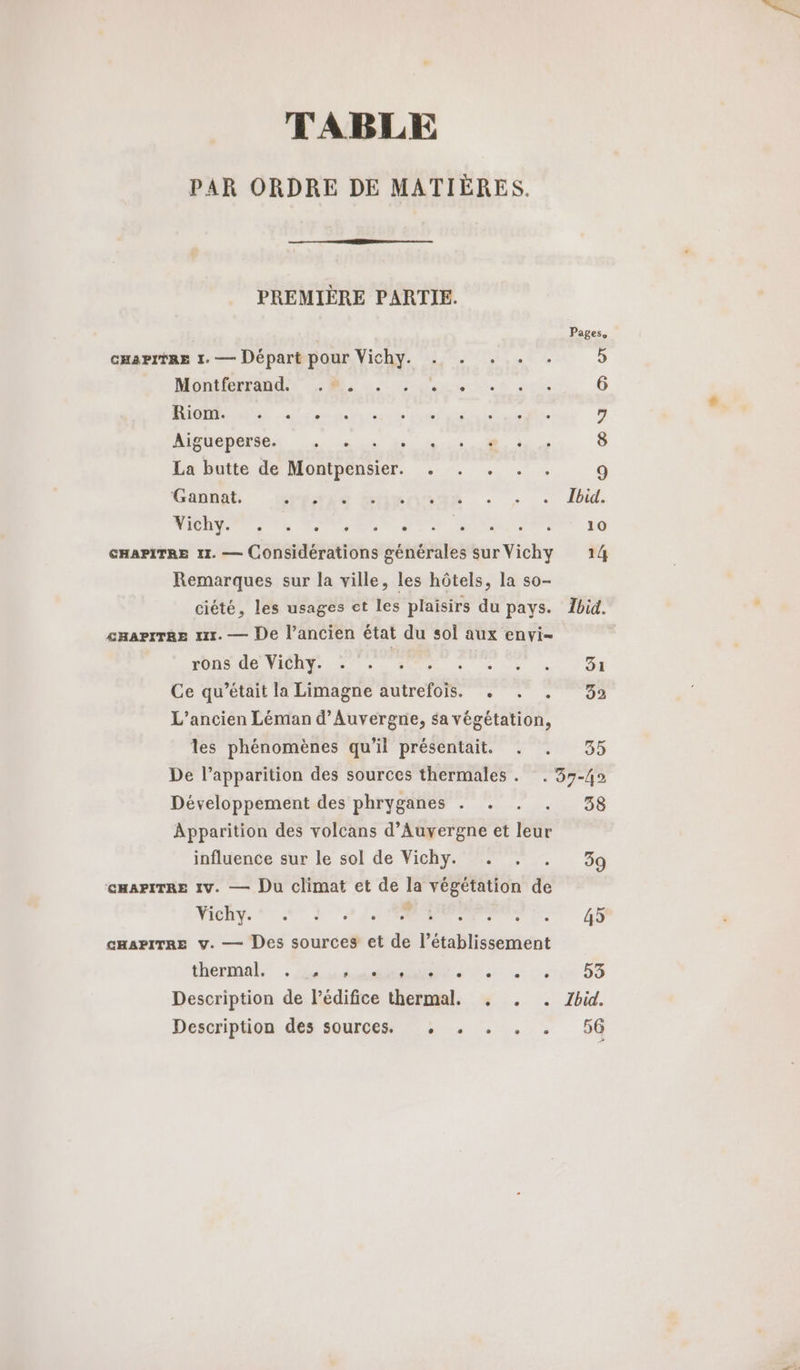 TABLE
PAR ORDRE DE MATIÈRES.
PREMIÈRE PARTIE.
Pages.
CHAPITRE I. — Départ pour Vichy. . . . . . 5
Montferrand. . . . . . . . . . 6
Riom. . . . . . . . . . . . 7
Aigueperse. . . . . . . . . . 8
La butte de Montpensier. . . . . . 9
Gannat. . . . . . . . . . . Ibid.
Vichy. . . . . . . . . . . . 10
CHAPITRE II. — Considérations générales sur Vichy 14
Remarques sur la ville, les hôtels, la so-
ciété, les usages et les plaisirs du pays. Ibid.
CHAPITRE III. — De l'ancien état du sol aux envi-
rons de Vichy. . . . . . . . . . 31
Ce qu'était la Limagne autrefois. . . . 32
L'ancien Léman d'Auvergne, sa végétation,
les phénomènes qu'il présentait. . . 35
De l'apparition des sources thermales . . 37-42
Développement des phryganes . . . . 38
Apparition des volcans d'Auvergne et leur
influence sur le sol de Vichy. . . . 39
CHAPITRE IV. — Du climat et de la végétation de
Vichy. . . . . . . . . . . . 45
CHAPITRE V. — Des sources et de l'établissement
thermal. . . . . . . . . . . 53
Description de l'édifice thermal. . . . Ibid.
Description des sources. . . . . . 56